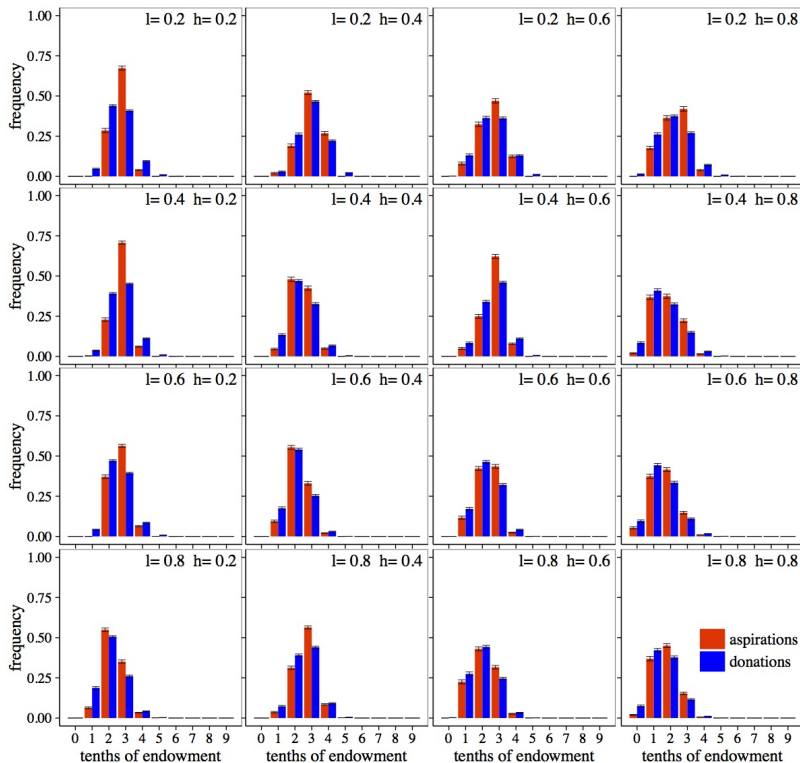 l= 0.2 h= 0.2
l= 0.2 h= 0.4
l= 0.2 h= 0.6
l= 0.2 h= 0.8
1.00
0.75
0.50
0.25
0.00
frequency
l= 0.4 h= 0.2
l= 0.4 h= 0.4
l= 0.4 h= 0.6
l= 0.4 h= 0.8
1.00
0.75
0.50
0.25
0.00
frequency
l= 0.6 h= 0.2
l= 0.6 h= 0.4
l= 0.6 h= 0.6
l= 0.6 h= 0.8
1.00
0.75
0.50
0.25
0.00
frequency
l= 0.8 h= 0.2
l= 0.8 h= 0.4
l= 0.8 h= 0.6
l= 0.8 h= 0.8
1.00
0.75
0.50
0.25
0.00
frequency
aspirations
donations
0 1 2 3 4 5 6 7 8 9
0 1 2 3 4 5 6 7 8 9
0 1 2 3 4 5 6 7 8 9
0 1 2 3 4 5 6 7 8 9
tenths of endowment
tenths of endowment
tenths of endowment
tenths of endowment